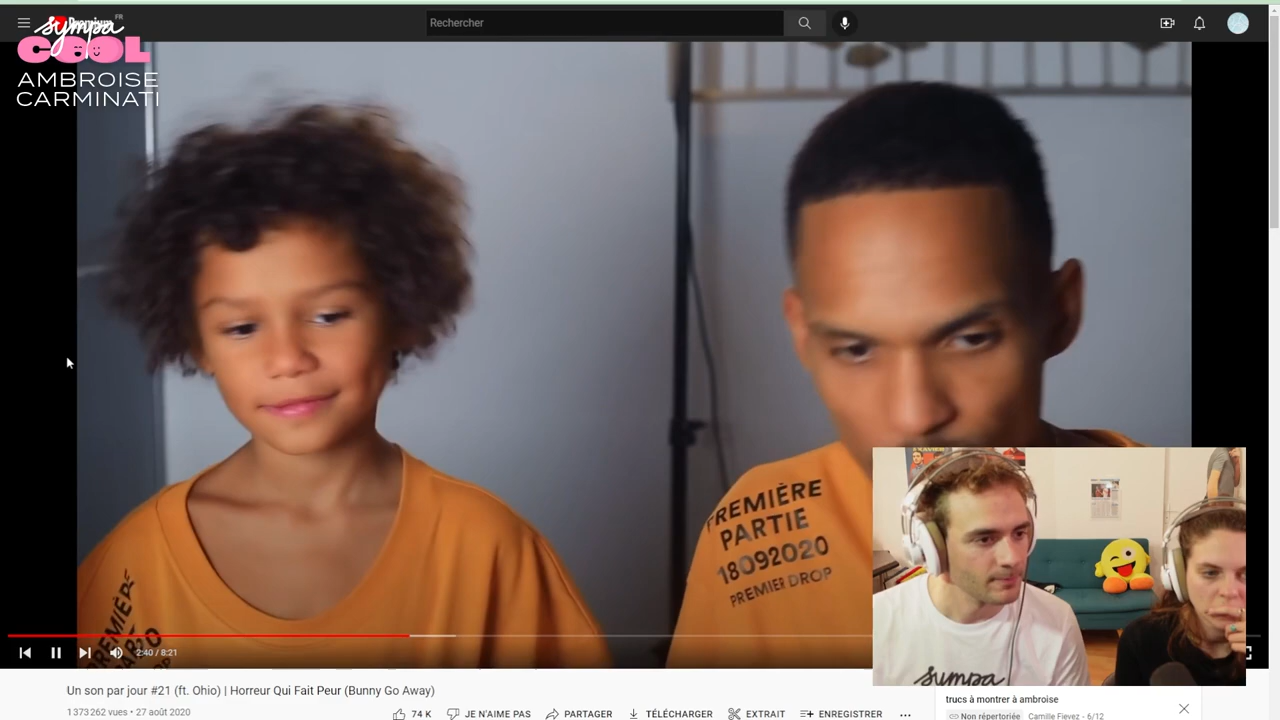 sympa
FR
COOL
AMBROISE
CARMINATI
Rechercher
PREMIÈRE
PARTIE
18092020
PREMIER DROP
sympa
2:40 / 8:21
Un son par jour #21 (ft. Ohio) | Horreur Qui Fait Peur (Bunny Go Away)
1 373 262 vues • 27 août 2020
74 K
JE N'AIME PAS
PARTAGER
TÉLÉCHARGER
EXTRAIT
ENREGISTRER
trucs à montrer à ambroise
Non répertoriée
Camille Fievez - 6/12